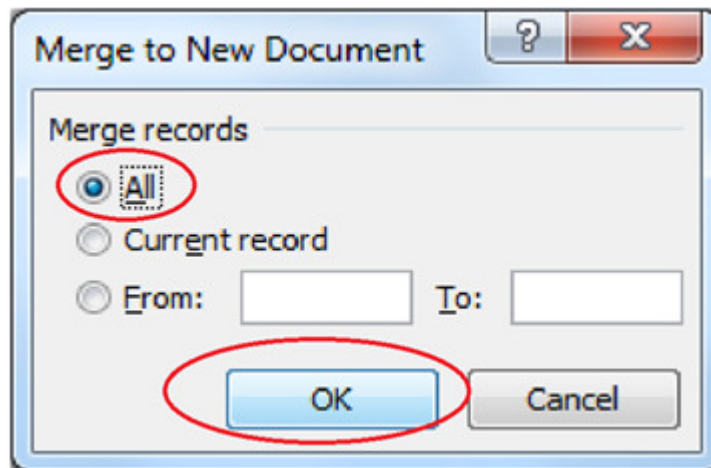 Merge to New Document
Merge records
All
Current record
From: To:
OK Cancel